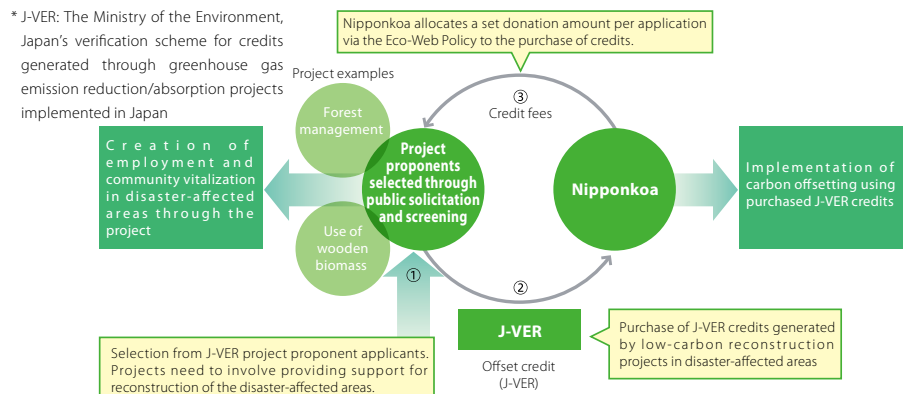 * J-VER: The Ministry of the Environment,
Japan's verification scheme for credits
generated through greenhouse gas
emission reduction/absorption projects
implemented in Japan
Nipponkoa allocates a set donation amount per application
via the Eco-Web Policy to the purchase of credits.
Project examples
Forest
management
③
Credit fees
Creation of
employment and
community vitalization
in disaster-affected
areas through the
project
Project
proponents
selected through
public solicitation
and screening
Nipponkoa
Implementation of
carbon offsetting using
purchased J-VER credits
Use of
wooden
biomass
①
②
J-VER
Offset credit
(J-VER)
Purchase of J-VER credits generated
by low-carbon reconstruction
projects in disaster-affected areas
Selection from J-VER project proponent applicants.
Projects need to involve providing support for
reconstruction of the disaster-affected areas.